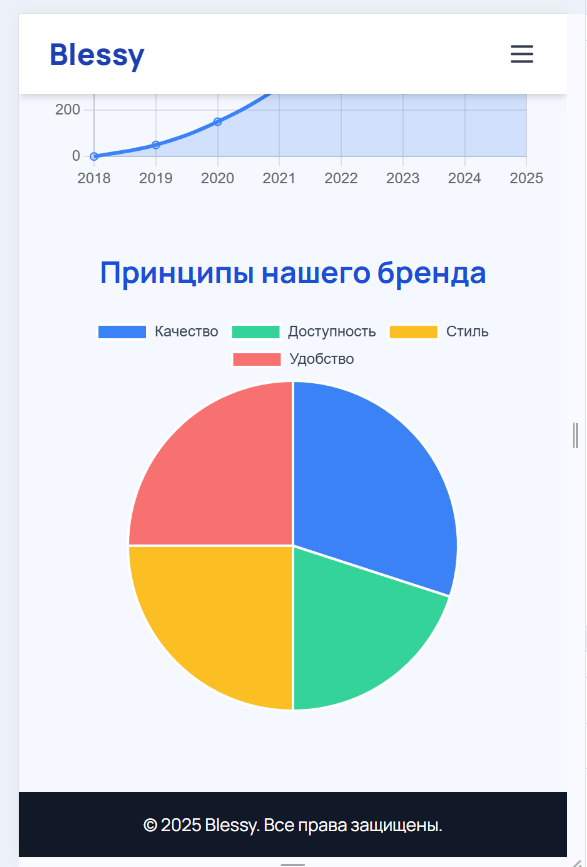 Blessy
200
0
2018 2019 2020 2021 2022 2023 2024 2025
Принципы нашего бренда
Качество Доступность Стиль
Удобство
© 2025 Blessy. Все права защищены.